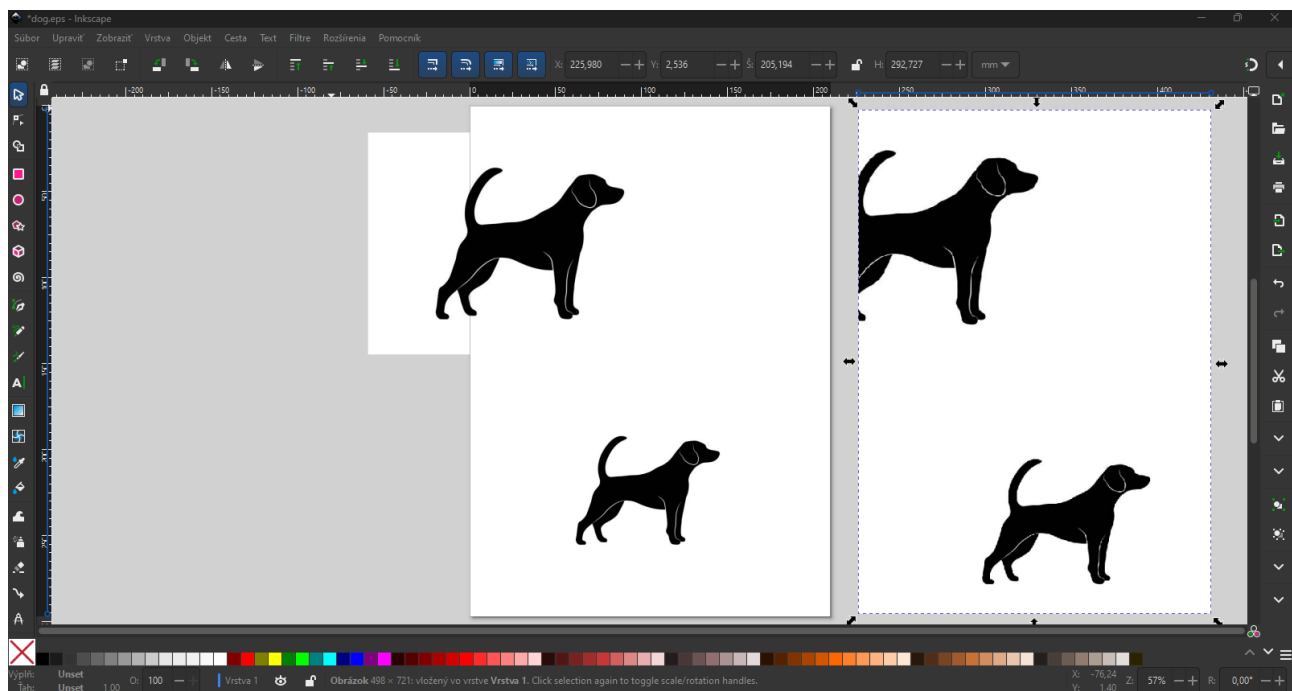 *dog.eps - Inkscape
Súbor Upraviť Zobraziť Vrstva Objekt Cesta Text Filtre Rozšírenia Pomocník
X: 225,980 Y: 2,536 Š: 205,194 H: 292,727 mm
-200 -150 -100 -50 0 50 100 150 200 250 300 350 400
Výplň: Unset O: 100 Vrstva 1 Obrázok 498 × 721: vložený vo vrstve Vrstva 1. Click selection again to toggle scale/rotation handles. X: -76,24 Z: 57% R: 0,00°
Ťah: Unset 1.00 Y: 1.40